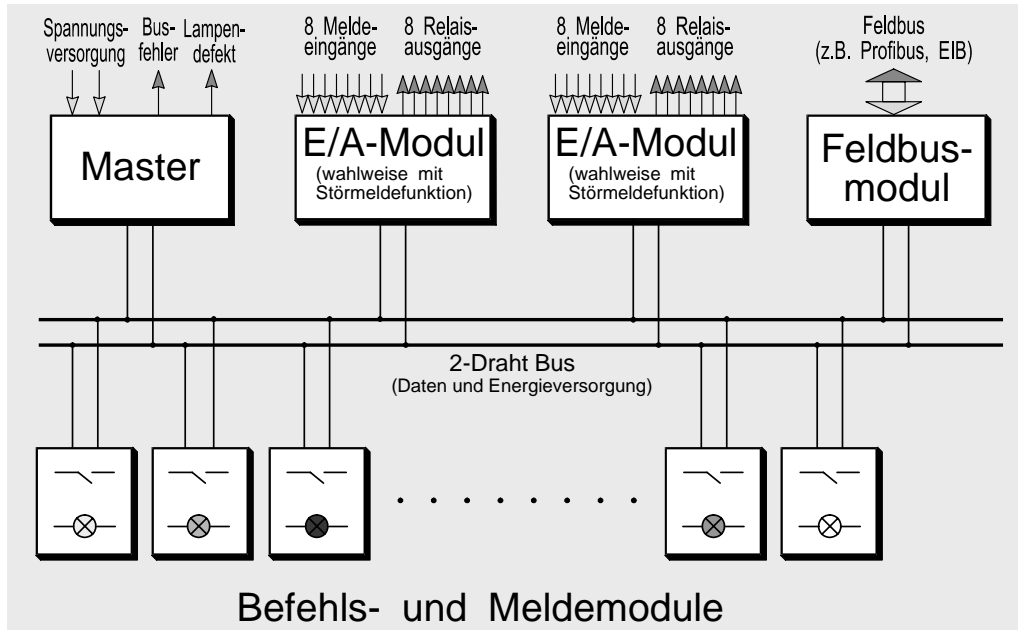 Spannungs-
versorgung
Bus-
fehler
Lampen-
defekt
8 Melde-
eingänge
8 Relais-
ausgänge
8 Melde-
eingänge
8 Relais-
ausgänge
Feldbus
(z.B. Profibus, EIB)
Master
E/A-Modul
(wahlweise mit
Störmeldefunktion)
E/A-Modul
(wahlweise mit
Störmeldefunktion)
Feldbus-
modul
2-Draht Bus
(Daten und Energieversorgung)
Befehls- und Meldemodule